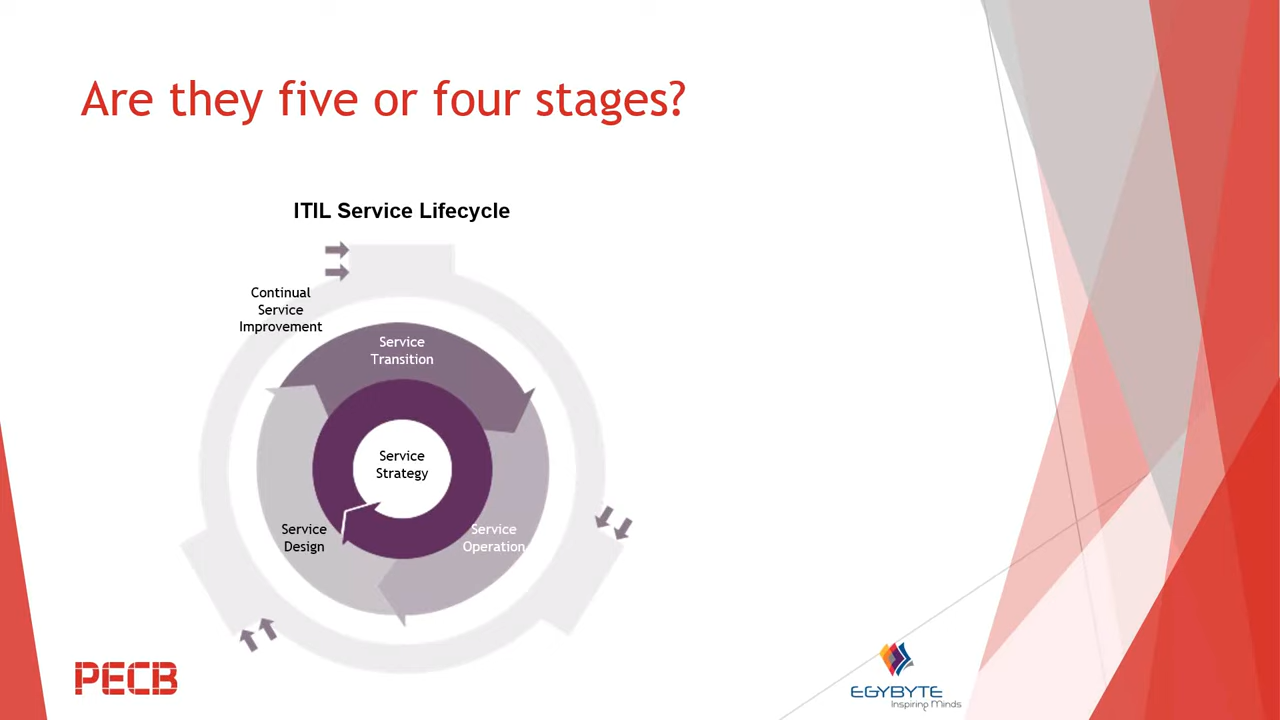 Are they five or four stages?
ITIL Service Lifecycle
Continual
Service
Improvement
Service
Transition
Service
Strategy
Service
Design
Service
Operation
PECB
EGYBYTE
Inspiring Minds